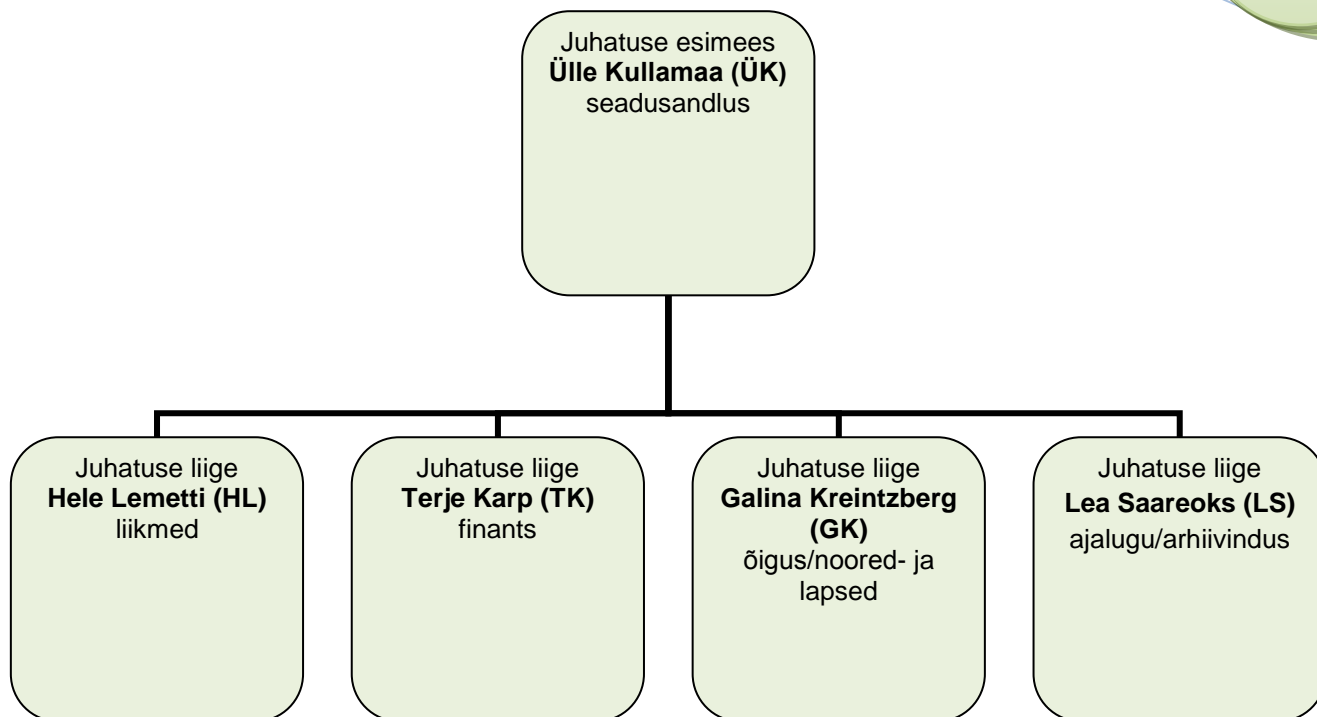 Juhatuse esimees
Ülle Kullamaa (ÜK)
seadusandlus
Juhatuse liige
Hele Lemetti (HL)
liikmed
Juhatuse liige
Terje Karp (TK)
finants
Juhatuse liige
Galina Kreintzberg
(GK)
õigus/noored- ja
lapsed
Juhatuse liige
Lea Saareoks (LS)
ajalugu/arhiivindus